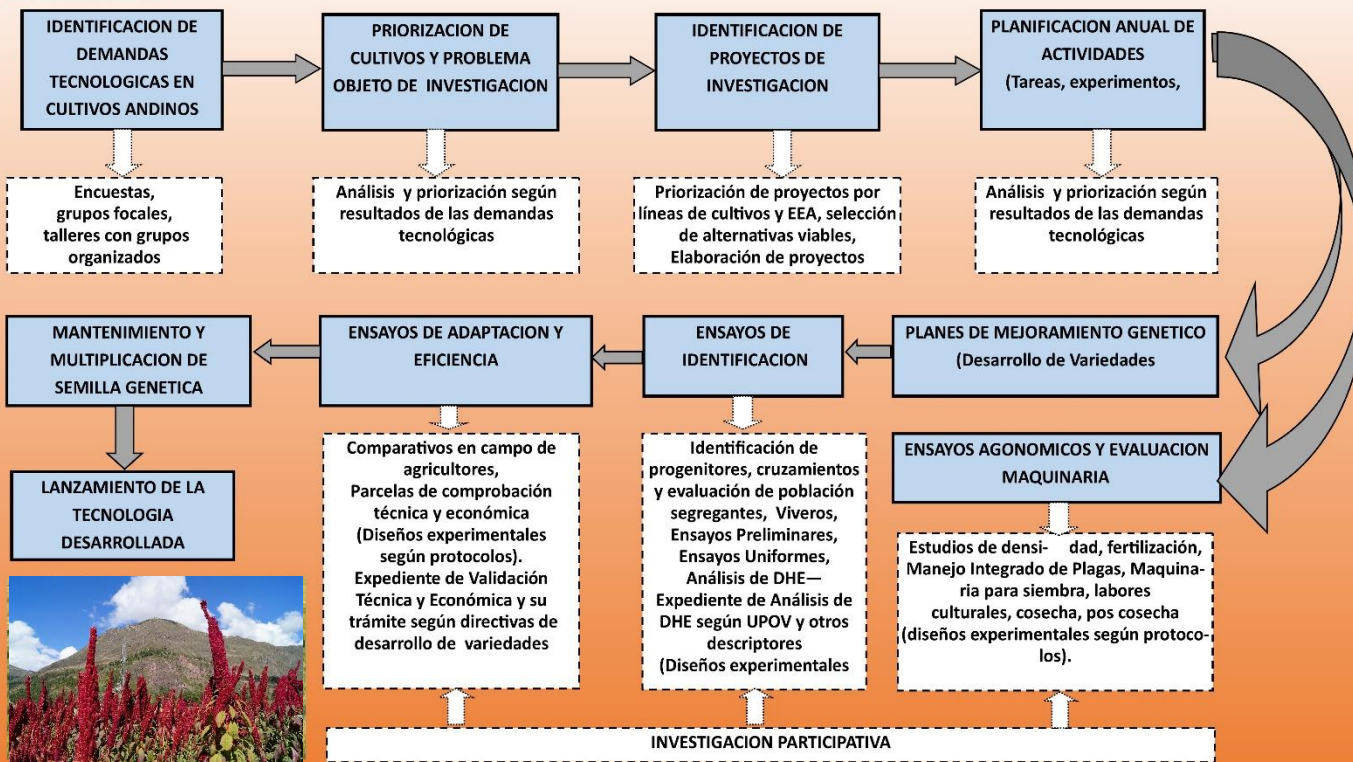 IDENTIFICACION DE
DEMANDAS
TECNOLOGICAS EN
CULTIVOS ANDINOS
PRIORIZACION DE
CULTIVOS Y PROBLEMA
OBJETO DE INVESTIGACION
IDENTIFICACION DE
PROYECTOS DE
INVESTIGACION
PLANIFICACION ANUAL DE
ACTIVIDADES
(Tareas, experimentos,
Encuestas,
grupos focales,
talleres con grupos
organizados
Análisis y priorización según
resultados de las demandas
tecnológicas
Priorización de proyectos por
líneas de cultivos y EEA, selección
de alternativas viables,
Elaboración de proyectos
Análisis y priorización según
resultados de las demandas
tecnológicas
MANTENIMIENTO Y
MULTIPLICACION DE
SEMILLA GENETICA
ENSAYOS DE ADAPTACION Y
EFICIENCIA
ENSAYOS DE
IDENTIFICACION
PLANES DE MEJORAMIENTO GENETICO
(Desarrollo de Variedades
LANZAMIENTO DE LA
TECNOLOGIA
DESARROLLADA
Comparativos en campo de
agricultores,
Parcelas de comprobación
técnica y económica
(Diseños experimentales
según protocolos).
Expediente de Validación
Técnica y Económica y su
trámite según directivas de
desarrollo de variedades
Identificación de
progenitores, cruzamientos
y evaluación de población
segregantes, Viveros,
Ensayos Preliminares,
Ensayos Uniformes,
Análisis de DHE—
Expediente de Análisis de
DHE según UPOV y otros
descriptores
(Diseños experimentales
ENSAYOS AGONOMICOS Y EVALUACION
MAQUINARIA
Estudios de densi- dad, fertilización,
Manejo Integrado de Plagas, Maquina-
ria para siembra, labores
culturales, cosecha, pos cosecha
(diseños experimentales según protoco-
los).
INVESTIGACION PARTICIPATIVA